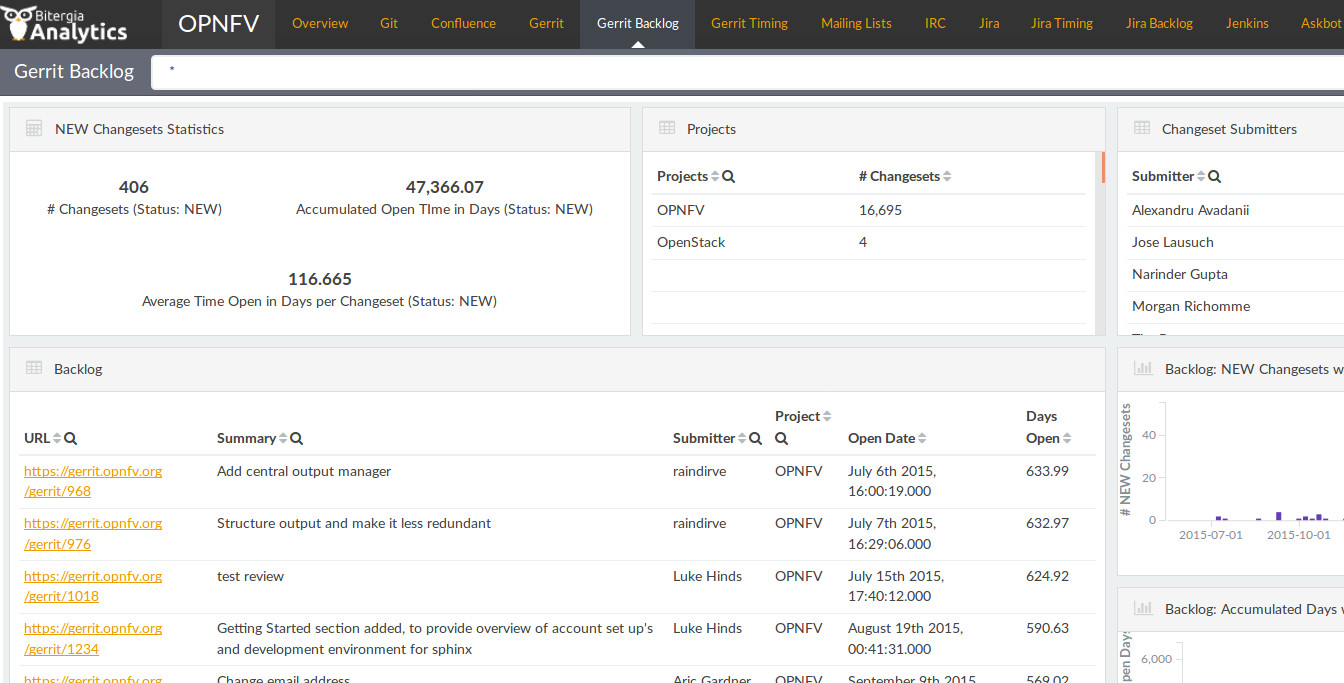 Bitergia
Analytics
OPNFV
Overview
Git
Confluence
Gerrit
Gerrit Backlog
Gerrit Timing
Mailing Lists
IRC
Jira
Jira Timing
Jira Backlog
Jenkins
Askbot
Gerrit Backlog
*
NEW Changesets Statistics
406
# Changesets (Status: NEW)
47,366.07
Accumulated Open TIme in Days (Status: NEW)
116.665
Average Time Open in Days per Changeset (Status: NEW)
Projects
Projects # Changesets
OPNFV 16,695
OpenStack 4
Changeset Submitters
Submitter
Alexandru Avadanii
Jose Lausuch
Narinder Gupta
Morgan Richomme
Backlog
URL Summary Submitter Project Open Date Days Open
https://gerrit.opnfv.org Add central output manager raindirve OPNFV July 6th 2015, 633.99
/gerrit/968 16:00:19.000
https://gerrit.opnfv.org Structure output and make it less redundant raindirve OPNFV July 7th 2015, 632.97
/gerrit/976 16:29:06.000
https://gerrit.opnfv.org test review Luke Hinds OPNFV July 15th 2015, 624.92
/gerrit/1018 17:40:12.000
https://gerrit.opnfv.org Getting Started section added, to provide overview of account set up's Luke Hinds OPNFV August 19th 2015, 590.63
/gerrit/1234 and development environment for sphinx 00:41:31.000
https://gerrit.opnfv.org Change email address Aric Gardner OPNFV September 9th 2015, 569.02
Backlog: NEW Changesets w
# NEW Changesets
40
20
0
2015-07-01 2015-10-01
Backlog: Accumulated Days w
pen Days
6,000